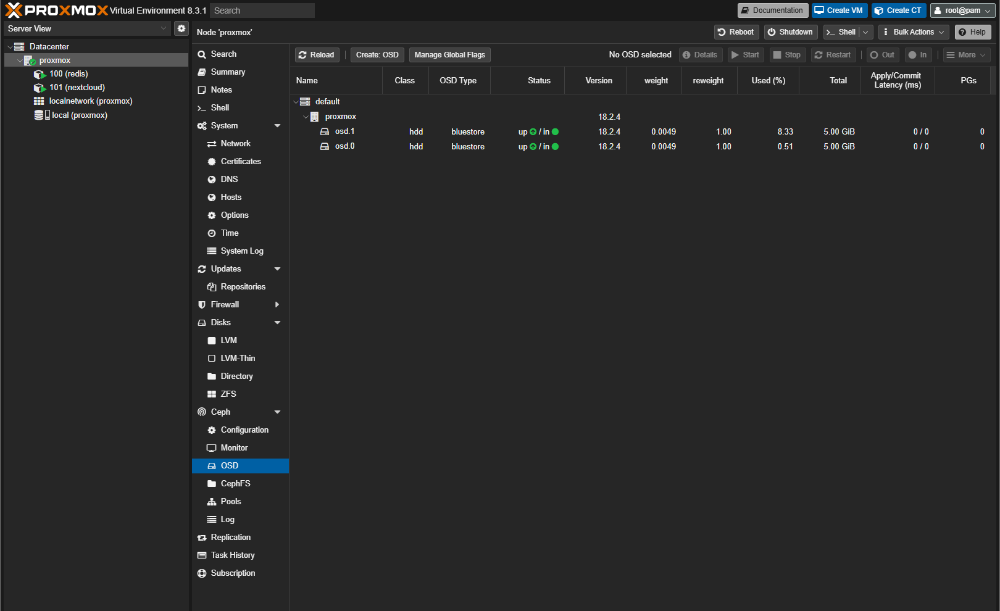 PROXMOX Virtual Environment 8.3.1 Search Documentation Create VM Create CT root@pam
Server View
Node 'proxmox' Reboot Shutdown Shell Bulk Actions Help
Datacenter
proxmox
100 (redis)
101 (nextcloud)
localnetwork (proxmox)
local (proxmox)
Search
Summary
Notes
Shell
System
Network
Certificates
DNS
Hosts
Options
Time
System Log
Updates
Repositories
Firewall
Disks
LVM
LVM-Thin
Directory
ZFS
Ceph
Configuration
Monitor
OSD
CephFS
Pools
Log
Replication
Task History
Subscription
Reload Create: OSD Manage Global Flags No OSD selected Details Start Stop Restart Out In More
Name Class OSD Type Status Version weight reweight Used (%) Total Apply/Commit Latency (ms) PGs
default
proxmox 18.2.4
osd.1 hdd bluestore up / in 18.2.4 0.0049 1.00 8.33 5.00 GiB 0 / 0 0
osd.0 hdd bluestore up / in 18.2.4 0.0049 1.00 0.51 5.00 GiB 0 / 0 0